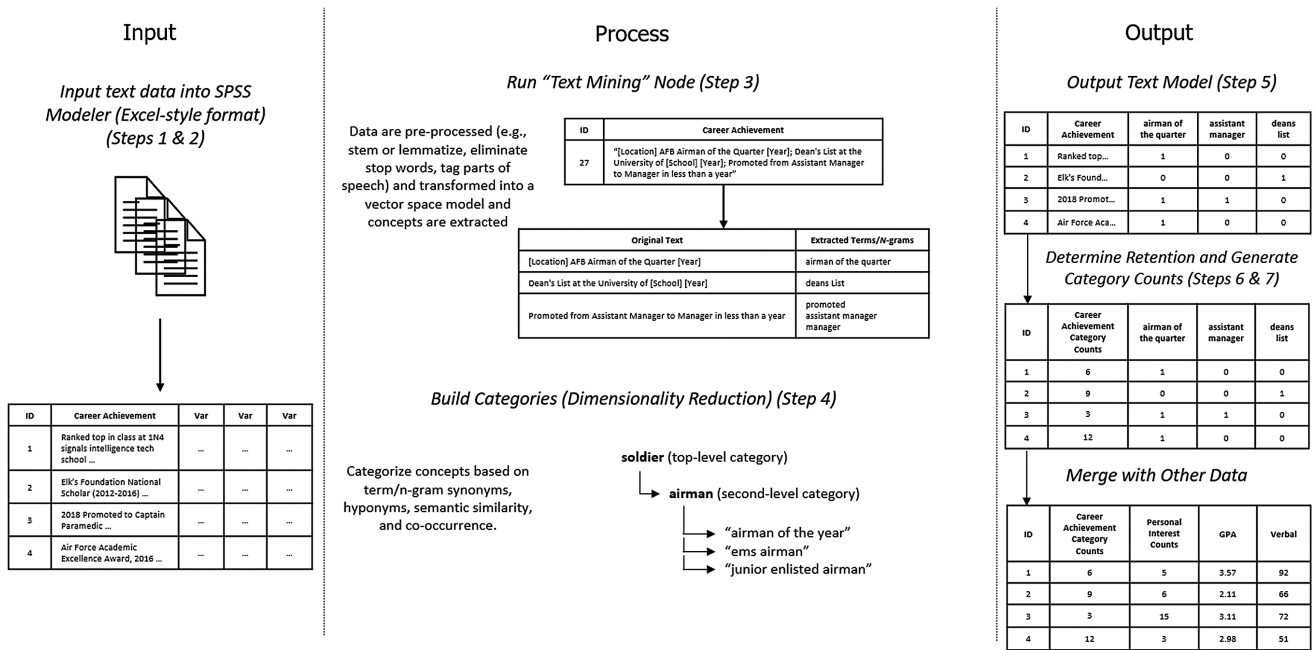 Input
Input text data into SPSS
Modeler (Excel-style format)
(Steps 1 & 2)
ID Career Achievement Var Var Var
1 Ranked top in class at 1N4 signals intelligence tech school ... ... ... ...
2 Elk's Foundation National Scholar (2012-2016) ... ... ... ...
3 2018 Promoted to Captain Paramedic ... ... ... ...
4 Air Force Academic Excellence Award, 2016 ... ... ... ...
Process
Run “Text Mining” Node (Step 3)
Data are pre-processed (e.g.,
stem or lemmatize, eliminate
stop words, tag parts of
speech) and transformed into a
vector space model and
concepts are extracted
ID Career Achievement
27 “[Location] AFB Airman of the Quarter [Year]; Dean's List at the
University of [School] [Year]; Promoted from Assistant Manager
to Manager in less than a year”
Original Text Extracted Terms/N-grams
[Location] AFB Airman of the Quarter [Year] airman of the quarter
Dean's List at the University of [School] [Year] deans List
Promoted from Assistant Manager to Manager in less than a year promoted
assistant manager
manager
Build Categories (Dimensionality Reduction) (Step 4)
Categorize concepts based on
term/n-gram synonyms,
hyponyms, semantic similarity,
and co-occurrence.
soldier (top-level category)
airman (second-level category)
“airman of the year”
“ems airman”
“junior enlisted airman”
Output
Output Text Model (Step 5)
ID Career Achievement airman of the quarter assistant manager deans list
1 Ranked top... 1 0 0
2 Elk's Found... 0 0 1
3 2018 Promot... 1 1 0
4 Air Force Aca... 1 0 0
Determine Retention and Generate
Category Counts (Steps 6 & 7)
ID Career Achievement Category Counts airman of the quarter assistant manager deans list
1 6 1 0 0
2 9 0 0 1
3 3 1 1 0
4 12 1 0 0
Merge with Other Data
ID Career Achievement Category Counts Personal Interest Counts GPA Verbal
1 6 5 3.57 92
2 9 6 2.11 66
3 3 15 3.11 72
4 12 3 2.98 51